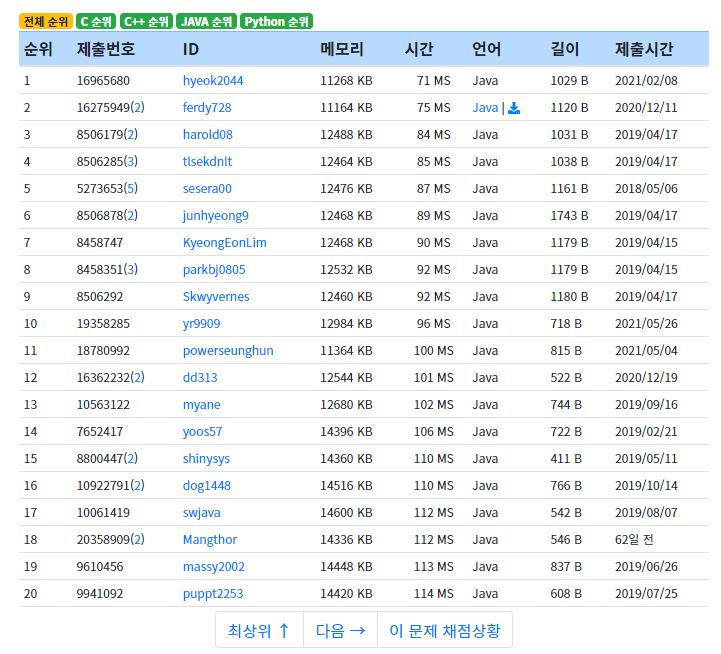 전체 순위 C 순위 C++ 순위 JAVA 순위 Python 순위
순위 제출번호 ID 메모리 시간 언어 길이 제출시간
1 16965680 hyeok2044 11268 KB 71 MS Java 1029 B 2021/02/08
2 16275949(2) ferdy728 11164 KB 75 MS Java | 1120 B 2020/12/11
3 8506179(2) harold08 12488 KB 84 MS Java 1031 B 2019/04/17
4 8506285(3) tlsekdnlt 12464 KB 85 MS Java 1038 B 2019/04/17
5 5273653(5) sesera00 12476 KB 87 MS Java 1161 B 2018/05/06
6 8506878(2) junhyeong9 12468 KB 89 MS Java 1743 B 2019/04/17
7 8458747 KyeongEonLim 12468 KB 90 MS Java 1179 B 2019/04/15
8 8458351(3) parkbj0805 12532 KB 92 MS Java 1179 B 2019/04/15
9 8506292 Skwyvernes 12460 KB 92 MS Java 1180 B 2019/04/17
10 19358285 yr9909 12984 KB 96 MS Java 718 B 2021/05/26
11 18780992 powerseunghun 11364 KB 100 MS Java 815 B 2021/05/04
12 16362232(2) dd313 12544 KB 101 MS Java 522 B 2020/12/19
13 10563122 myane 12680 KB 102 MS Java 744 B 2019/09/16
14 7652417 yoos57 14396 KB 106 MS Java 722 B 2019/02/21
15 8800447(2) shinysys 14360 KB 110 MS Java 411 B 2019/05/11
16 10922791(2) dog1448 14516 KB 110 MS Java 766 B 2019/10/14
17 10061419 swjava 14600 KB 112 MS Java 542 B 2019/08/07
18 20358909(2) Mangthor 14336 KB 112 MS Java 546 B 62일 전
19 9610456 massy2002 14448 KB 113 MS Java 837 B 2019/06/26
20 9941092 puppt2253 14420 KB 114 MS Java 608 B 2019/07/25
최상위 ↑ 다음 → 이 문제 채점상황